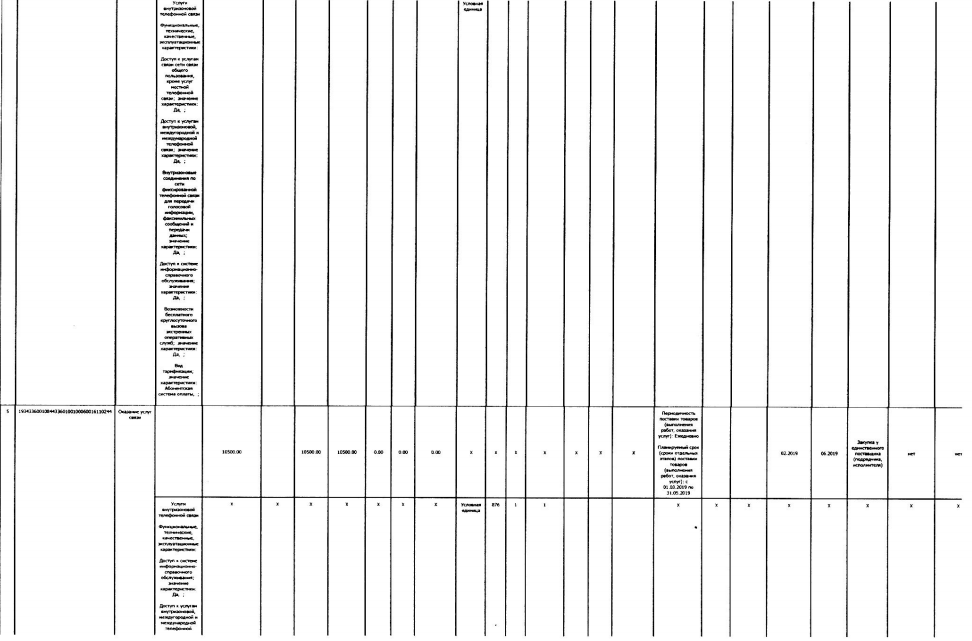 Услуги
внутризоновой
телефонной связи
Условная
единица
Функциональные,
технические,
качественные,
эксплуатационные
характеристики:
Доступ к услугам
связи сети связи
общего
пользования,
кроме услуг
местной
телефонной
связи; значение
характеристики:
Да, ;
Доступ к услугам
внутризоновой,
междугородной и
международной
телефонной
связи; значение
характеристики:
Да, ;
Внутризоновые
соединения по
сети
фиксированной
телефонной связи
для передачи
голосовой
информации,
факсимильных
сообщений и
передачи
данных;
значение
характеристики:
Да, ;
Доступ к системе
информационно-
справочного
обслуживания;
значение
характеристики:
Да, ;
Возможности
бесплатного
круглосуточного
вызова
экстренных
оперативных
служб; значение
характеристики:
Да, ;
Вид
тарификации,
значение
характеристики:
Абонентская
система оплаты, ;
5
Оказание услуг
связи
10500.00
10500.00
10500.00
0.00
0.00
0.00
X
X
X
X
X
X
X
Периодичность
поставки товаров
(выполнения
работ, оказания
услуг): Ежедневно
Планируемый срок
(сроки отдельных
этапов) поставки
товаров
(выполнения
работ, оказания
услуг): с
01.03.2019 по
31.05.2019
02.2019
06.2019
Закупка у
единственного
поставщика
(подрядчика,
исполнителя)
нет
нет
Услуги
внутризоновой
телефонной связи
X
X
X
X
X
X
X
Условная
единица
876
1
1
X
X
X
X
X
X
X
X
Функциональные,
технические,
качественные,
эксплуатационные
характеристики:
Доступ к системе
информационно-
справочного
обслуживания;
значение
характеристики:
Да, ;
Доступ к услугам
внутризоновой,
междугородной и
международной
телефонной